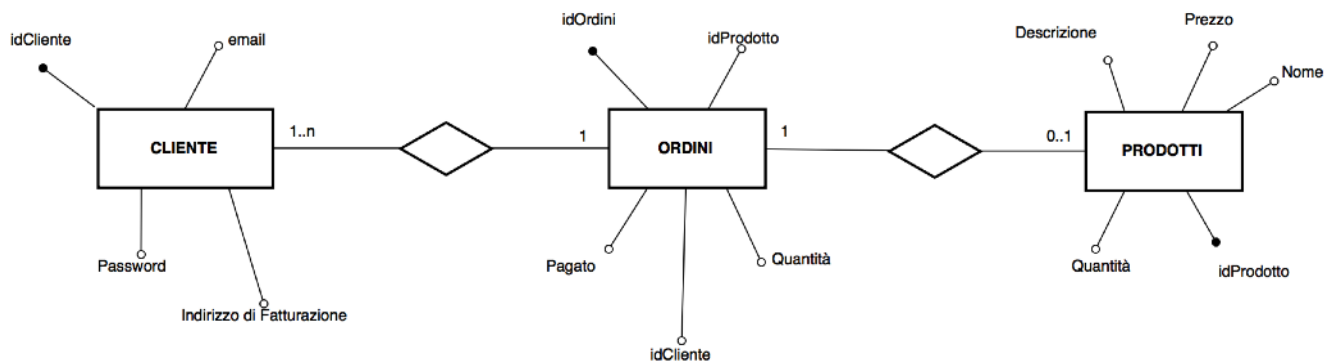 idCliente
email
CLIENTE
Password
Indirizzo di Fatturazione
1..n
1
idOrdini
idProdotto
ORDINI
Pagato
idCliente
Quantità
1
0..1
Descrizione
Prezzo
Nome
PRODOTTI
Quantità
idProdotto